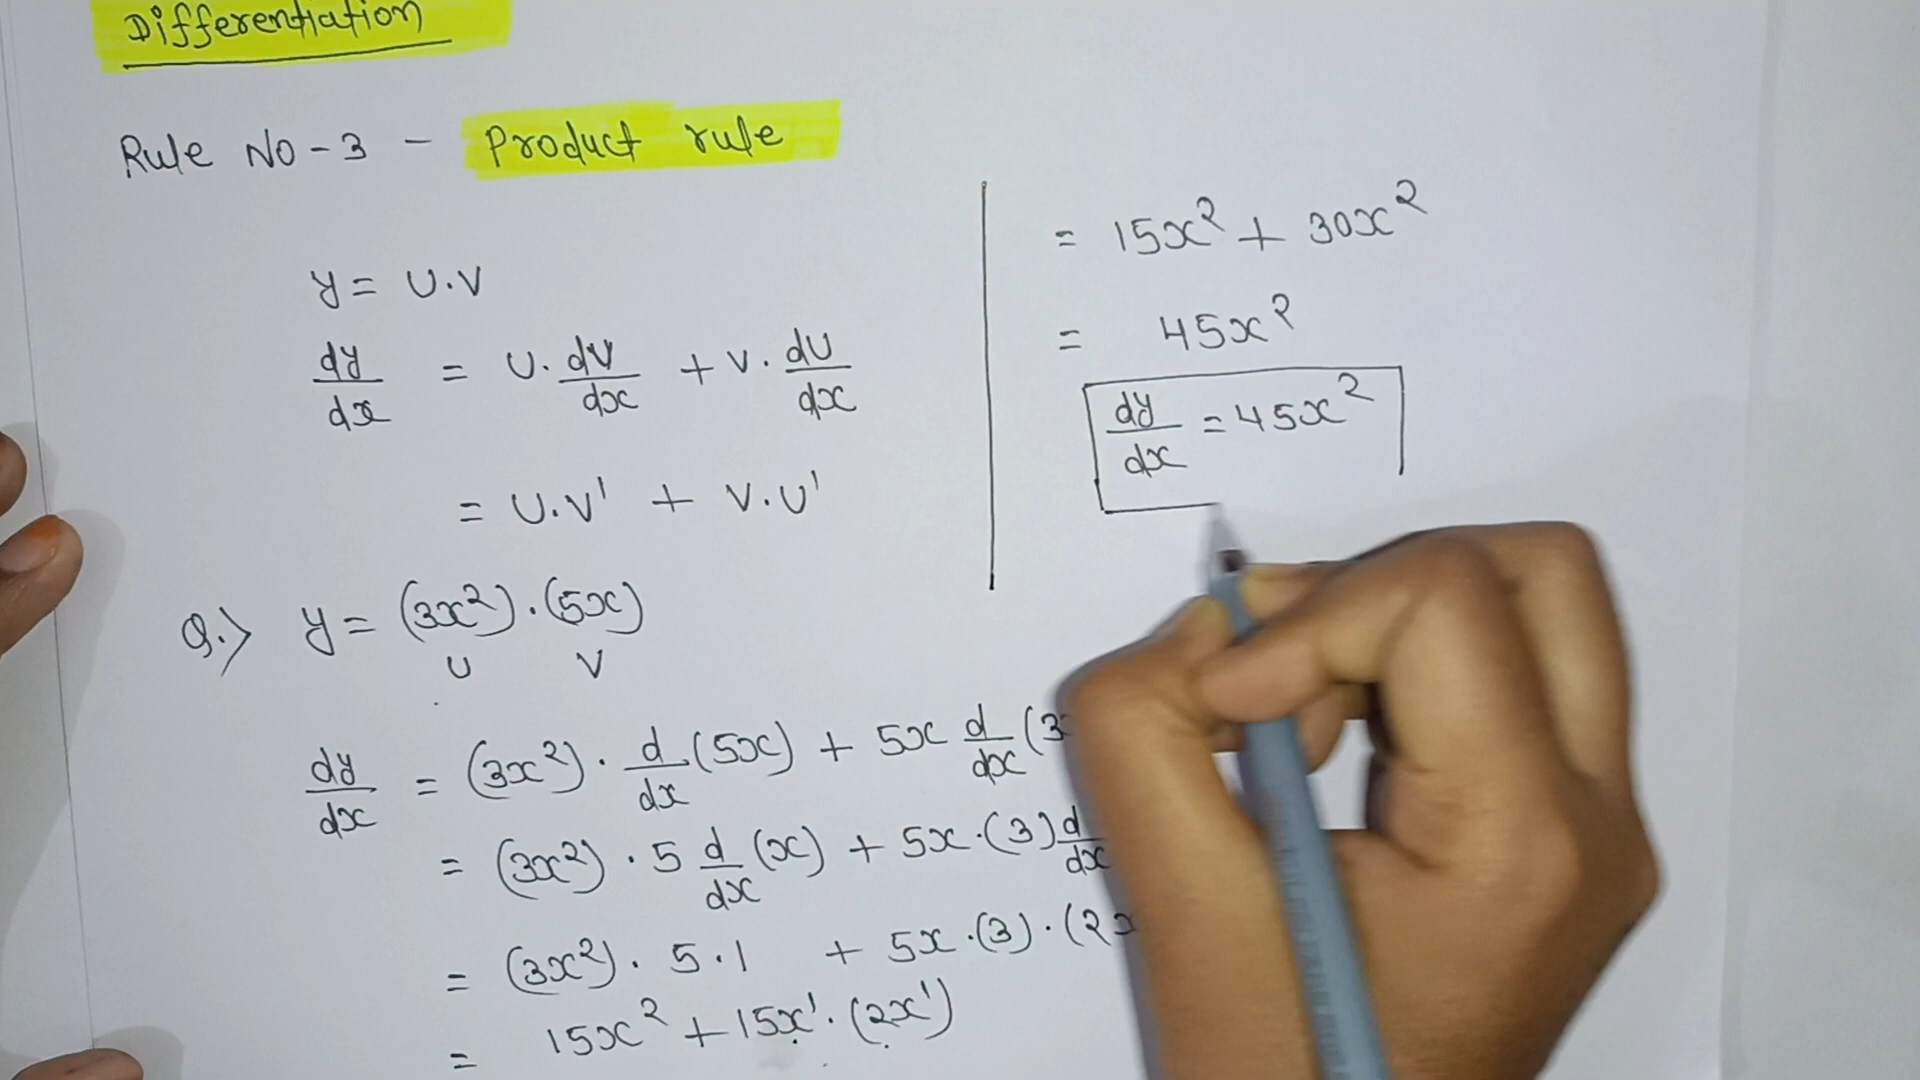 Differentiation
Rule No-3 - Product rule
y = U.V
dy/dx = U. dV/dx + V. dU/dx
= U.V' + V.U'
Q.) y = (3x²).(5x)
U V
dy/dx = (3x²). d/dx (5x) + 5x d/dx (3
= (3x²). 5 d/dx (x) + 5x.(3) d/dx
= (3x²). 5.1 + 5x.(3).(2x
= 15x² + 15x¹.(2x¹)
= 15x² + 30x²
= 45x²
dy/dx = 45x²